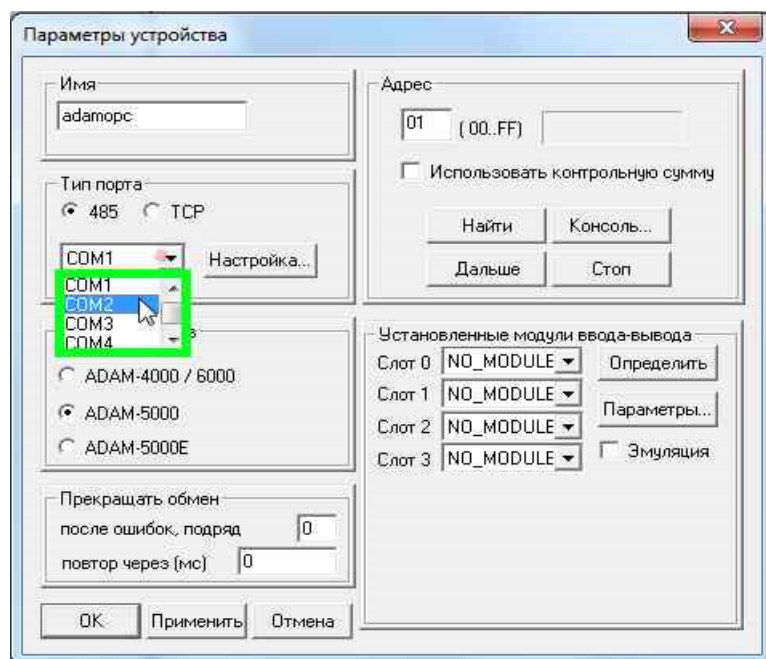 Параметры устройства
Имя
adamopc
Тип порта
485 TCP
COM1 Настройка...
COM1
COM2
COM3
COM4
ADAM-4000 / 6000
ADAM-5000
ADAM-5000E
Прекращать обмен
после ошибок, подряд 0
повтор через (мс) 0
OK Применить Отмена
Адрес
01 ( 00..FF)
Использовать контрольную сумму
Найти Консоль...
Дальше Стоп
Установленные модули ввода-вывода
Слот 0 NO_MODULE Определить
Слот 1 NO_MODULE
Параметры...
Слот 2 NO_MODULE
Слот 3 NO_MODULE Эмуляция